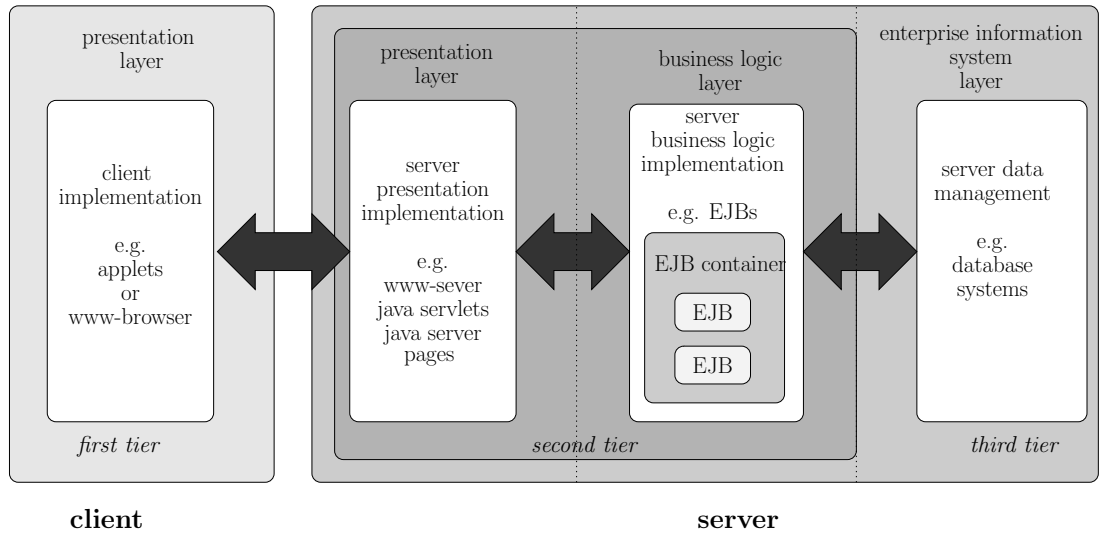 presentation
layer
client
implementation
e.g.
applets
or
www-browser
first tier
client
presentation
layer
server
presentation
implementation
e.g.
www-sever
java servlets
java server
pages
business logic
layer
server
business logic
implementation
e.g. EJBs
EJB container
EJB
EJB
second tier
enterprise information
system
layer
server data
management
e.g.
database
systems
third tier
server